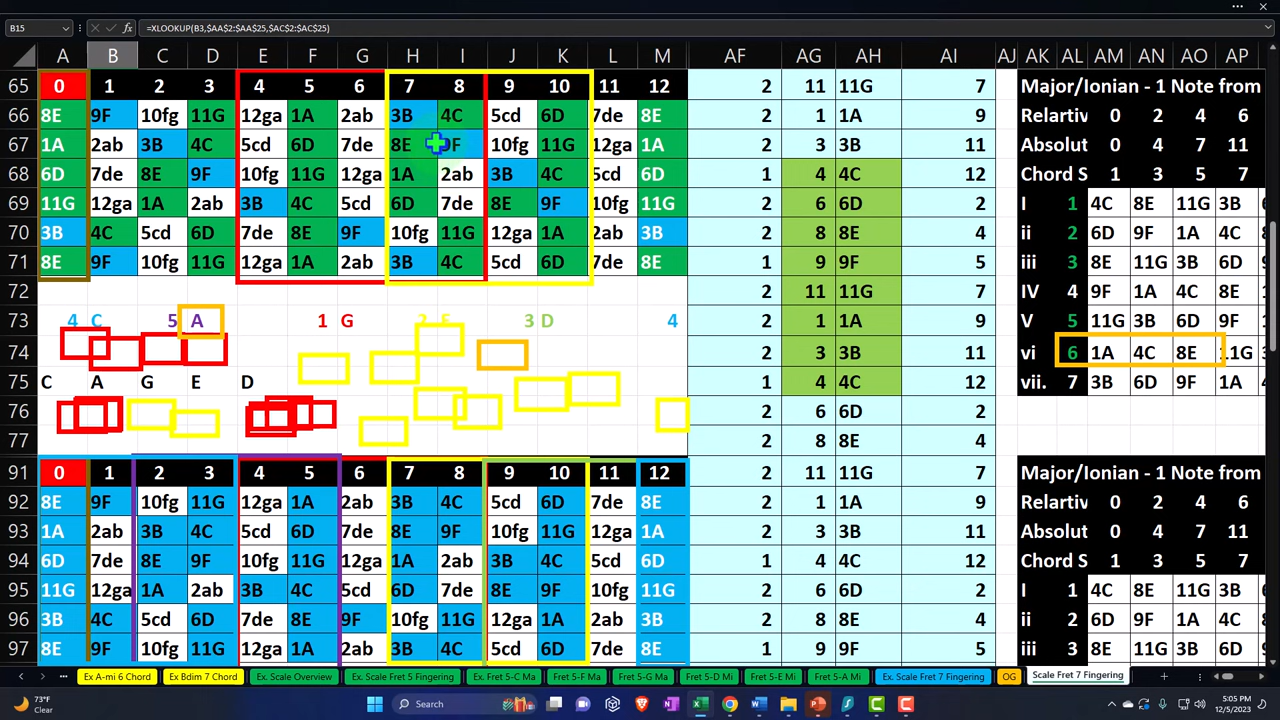 B15 =XLOOKUP(B3,$AA$2:$AA$25,$AC$2:$AC$25)
A B C D E F G H I J K L M AF AG AH AI AJ AK AL AM AN AO AP
65 0 1 2 3 4 5 6 7 8 9 10 11 12 2 11 11G 7 Major/Ionian - 1 Note from
66 8E 9F 10fg 11G 12ga 1A 2ab 3B 4C 5cd 6D 7de 8E 2 1 1A 9 Relartiv 0 2 4 6
67 1A 2ab 3B 4C 5cd 6D 7de 8E 9F 10fg 11G 12ga 1A 2 3 3B 11 Absolut 0 4 7 11
68 6D 7de 8E 9F 10fg 11G 12ga 1A 2ab 3B 4C 5cd 6D 1 4 4C 12 Chord S 1 3 5 7
69 11G 12ga 1A 2ab 3B 4C 5cd 6D 7de 8E 9F 10fg 11G 2 6 6D 2 I 1 4C 8E 11G 3B
70 3B 4C 5cd 6D 7de 8E 9F 10fg 11G 12ga 1A 2ab 3B 2 8 8E 4 ii 2 6D 9F 1A 4C
71 8E 9F 10fg 11G 12ga 1A 2ab 3B 4C 5cd 6D 7de 8E 1 9 9F 5 iii 3 8E 11G 3B 6D
72 2 11 11G 7 IV 4 9F 1A 4C 8E
73 4 C 5 A 1 G 2 E 3 D 4 2 1 1A 9 V 5 11G 3B 6D 9F
74 2 3 3B 11 vi 6 1A 4C 8E 11G
75 C A G E D 1 4 4C 12 vii. 7 3B 6D 9F 1A
76 2 6 6D 2
77 2 8 8E 4
91 0 1 2 3 4 5 6 7 8 9 10 11 12 2 11 11G 7 Major/Ionian - 1 Note from
92 8E 9F 10fg 11G 12ga 1A 2ab 3B 4C 5cd 6D 7de 8E 2 1 1A 9 Relartiv 0 2 4 6
93 1A 2ab 3B 4C 5cd 6D 7de 8E 9F 10fg 11G 12ga 1A 2 3 3B 11 Absolut 0 4 7 11
94 6D 7de 8E 9F 10fg 11G 12ga 1A 2ab 3B 4C 5cd 6D 1 4 4C 12 Chord S 1 3 5 7
95 11G 12ga 1A 2ab 3B 4C 5cd 6D 7de 8E 9F 10fg 11G 2 6 6D 2 I 1 4C 8E 11G 3B
96 3B 4C 5cd 6D 7de 8E 9F 10fg 11G 12ga 1A 2ab 3B 2 8 8E 4 ii 2 6D 9F 1A 4C
97 8E 9F 10fg 11G 12ga 1A 2ab 3B 4C 5cd 6D 7de 8E 1 9 9F 5 iii 3 8E 11G 3B 6D
Ex A-mi 6 Chord Ex Bdim 7 Chord Ex. Scale Overview Ex. Scale Fret 5 Fingering Ex. Fret 5-C Ma Fret 5-F Ma Fret 5-G Ma Fret 5-D Mi Fret 5-E Mi Fret 5-A Mi Ex. Scale Fret 7 Fingering OG Scale Fret 7 Fingering
73°F
Clear
Search
5:05 PM
12/5/2023